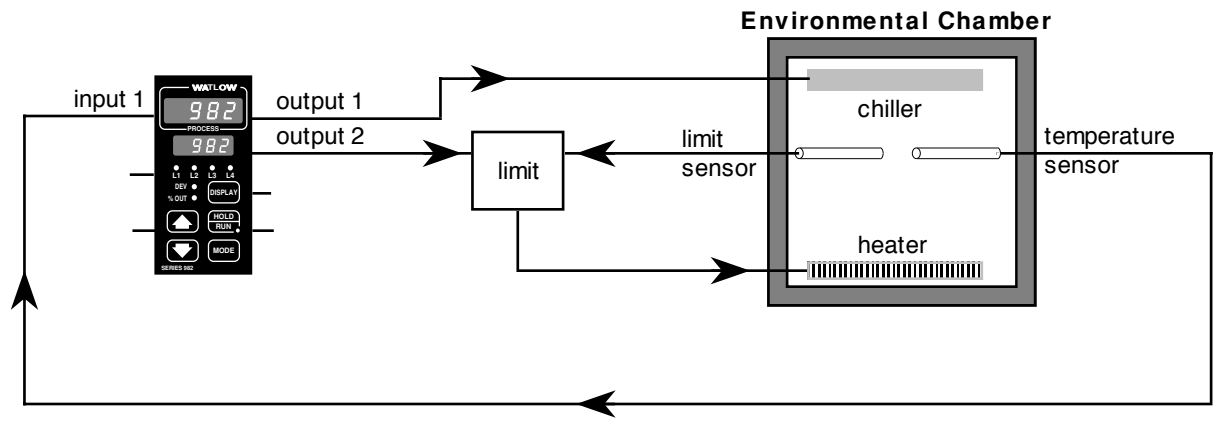 Environmental Chamber
WATLOW
982
PROCESS
982
L1 L2 L3 L4
DEV
% OUT
DISPLAY
HOLD
RUN
MODE
SERIES 982
input 1
output 1
output 2
limit
limit
sensor
chiller
heater
temperature
sensor